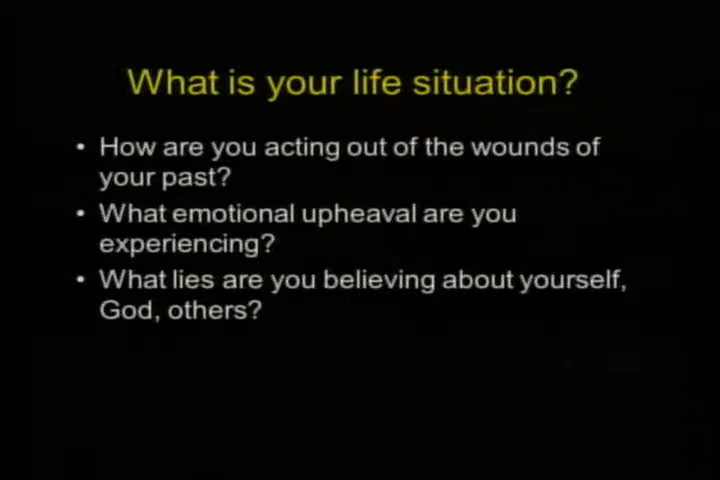 What is your life situation?
• How are you acting out of the wounds of
your past?
• What emotional upheaval are you
experiencing?
• What lies are you believing about yourself,
God, others?